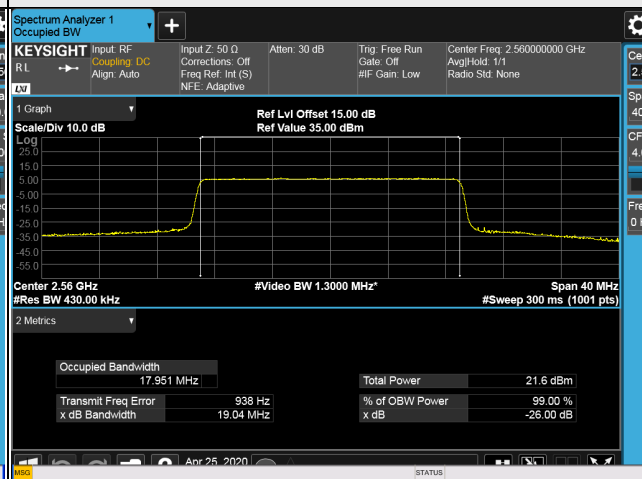 Spectrum Analyzer 1
Occupied BW
KEYSIGHT
RL
LXI
Input: RF
Coupling: DC
Align: Auto
Input Z: 50 Ω
Corrections: Off
Freq Ref: Int (S)
NFE: Adaptive
Atten: 30 dB
Trig: Free Run
Gate: Off
#IF Gain: Low
Center Freq: 2.560000000 GHz
Avg|Hold: 1/1
Radio Std: None
1 Graph
Scale/Div 10.0 dB
Ref Lvl Offset 15.00 dB
Ref Value 35.00 dBm
Log
25.0
15.0
5.00
-5.00
-15.0
-25.0
-35.0
-45.0
-55.0
Center 2.56 GHz
#Video BW 1.3000 MHz*
Span 40 MHz
#Res BW 430.00 kHz
#Sweep 300 ms (1001 pts)
2 Metrics
Occupied Bandwidth
17.951 MHz
Total Power 21.6 dBm
Transmit Freq Error 938 Hz
% of OBW Power 99.00 %
x dB Bandwidth 19.04 MHz
x dB -26.00 dB
Apr 25, 2020
MSG
STATUS